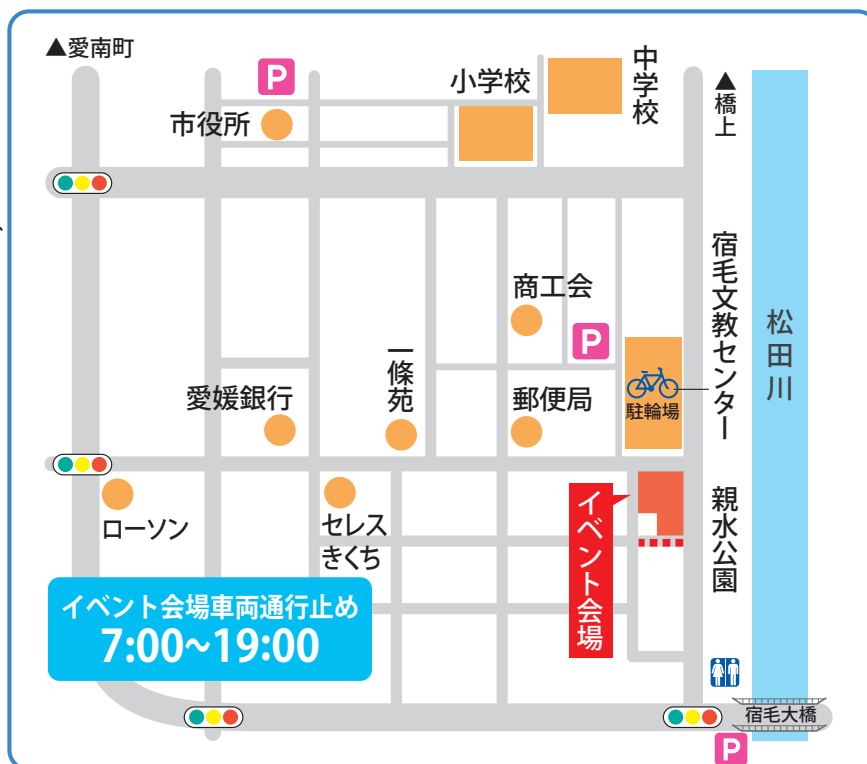 ▲愛南町
P
市役所
小学校
中学校
▲橋上
商工会
P
宿毛文教センター
松田川
一條苑
愛媛銀行
郵便局
駐輪場
ローソン
セレス
きくち
イベント会場
親水公園
イベント会場車両通行止め
7:00~19:00
宿毛大橋
P